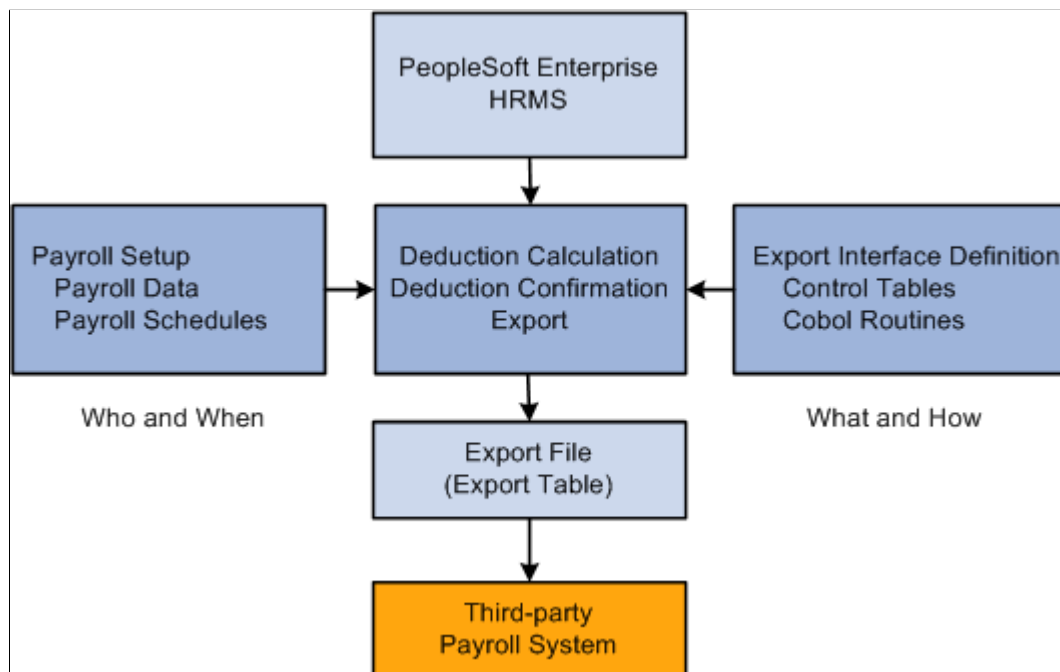 PeopleSoft Enterprise
HRMS
Payroll Setup
Payroll Data
Payroll Schedules
Who and When
Deduction Calculation
Deduction Confirmation
Export
Export Interface Definition
Control Tables
Cobol Routines
What and How
Export File
(Export Table)
Third-party
Payroll System